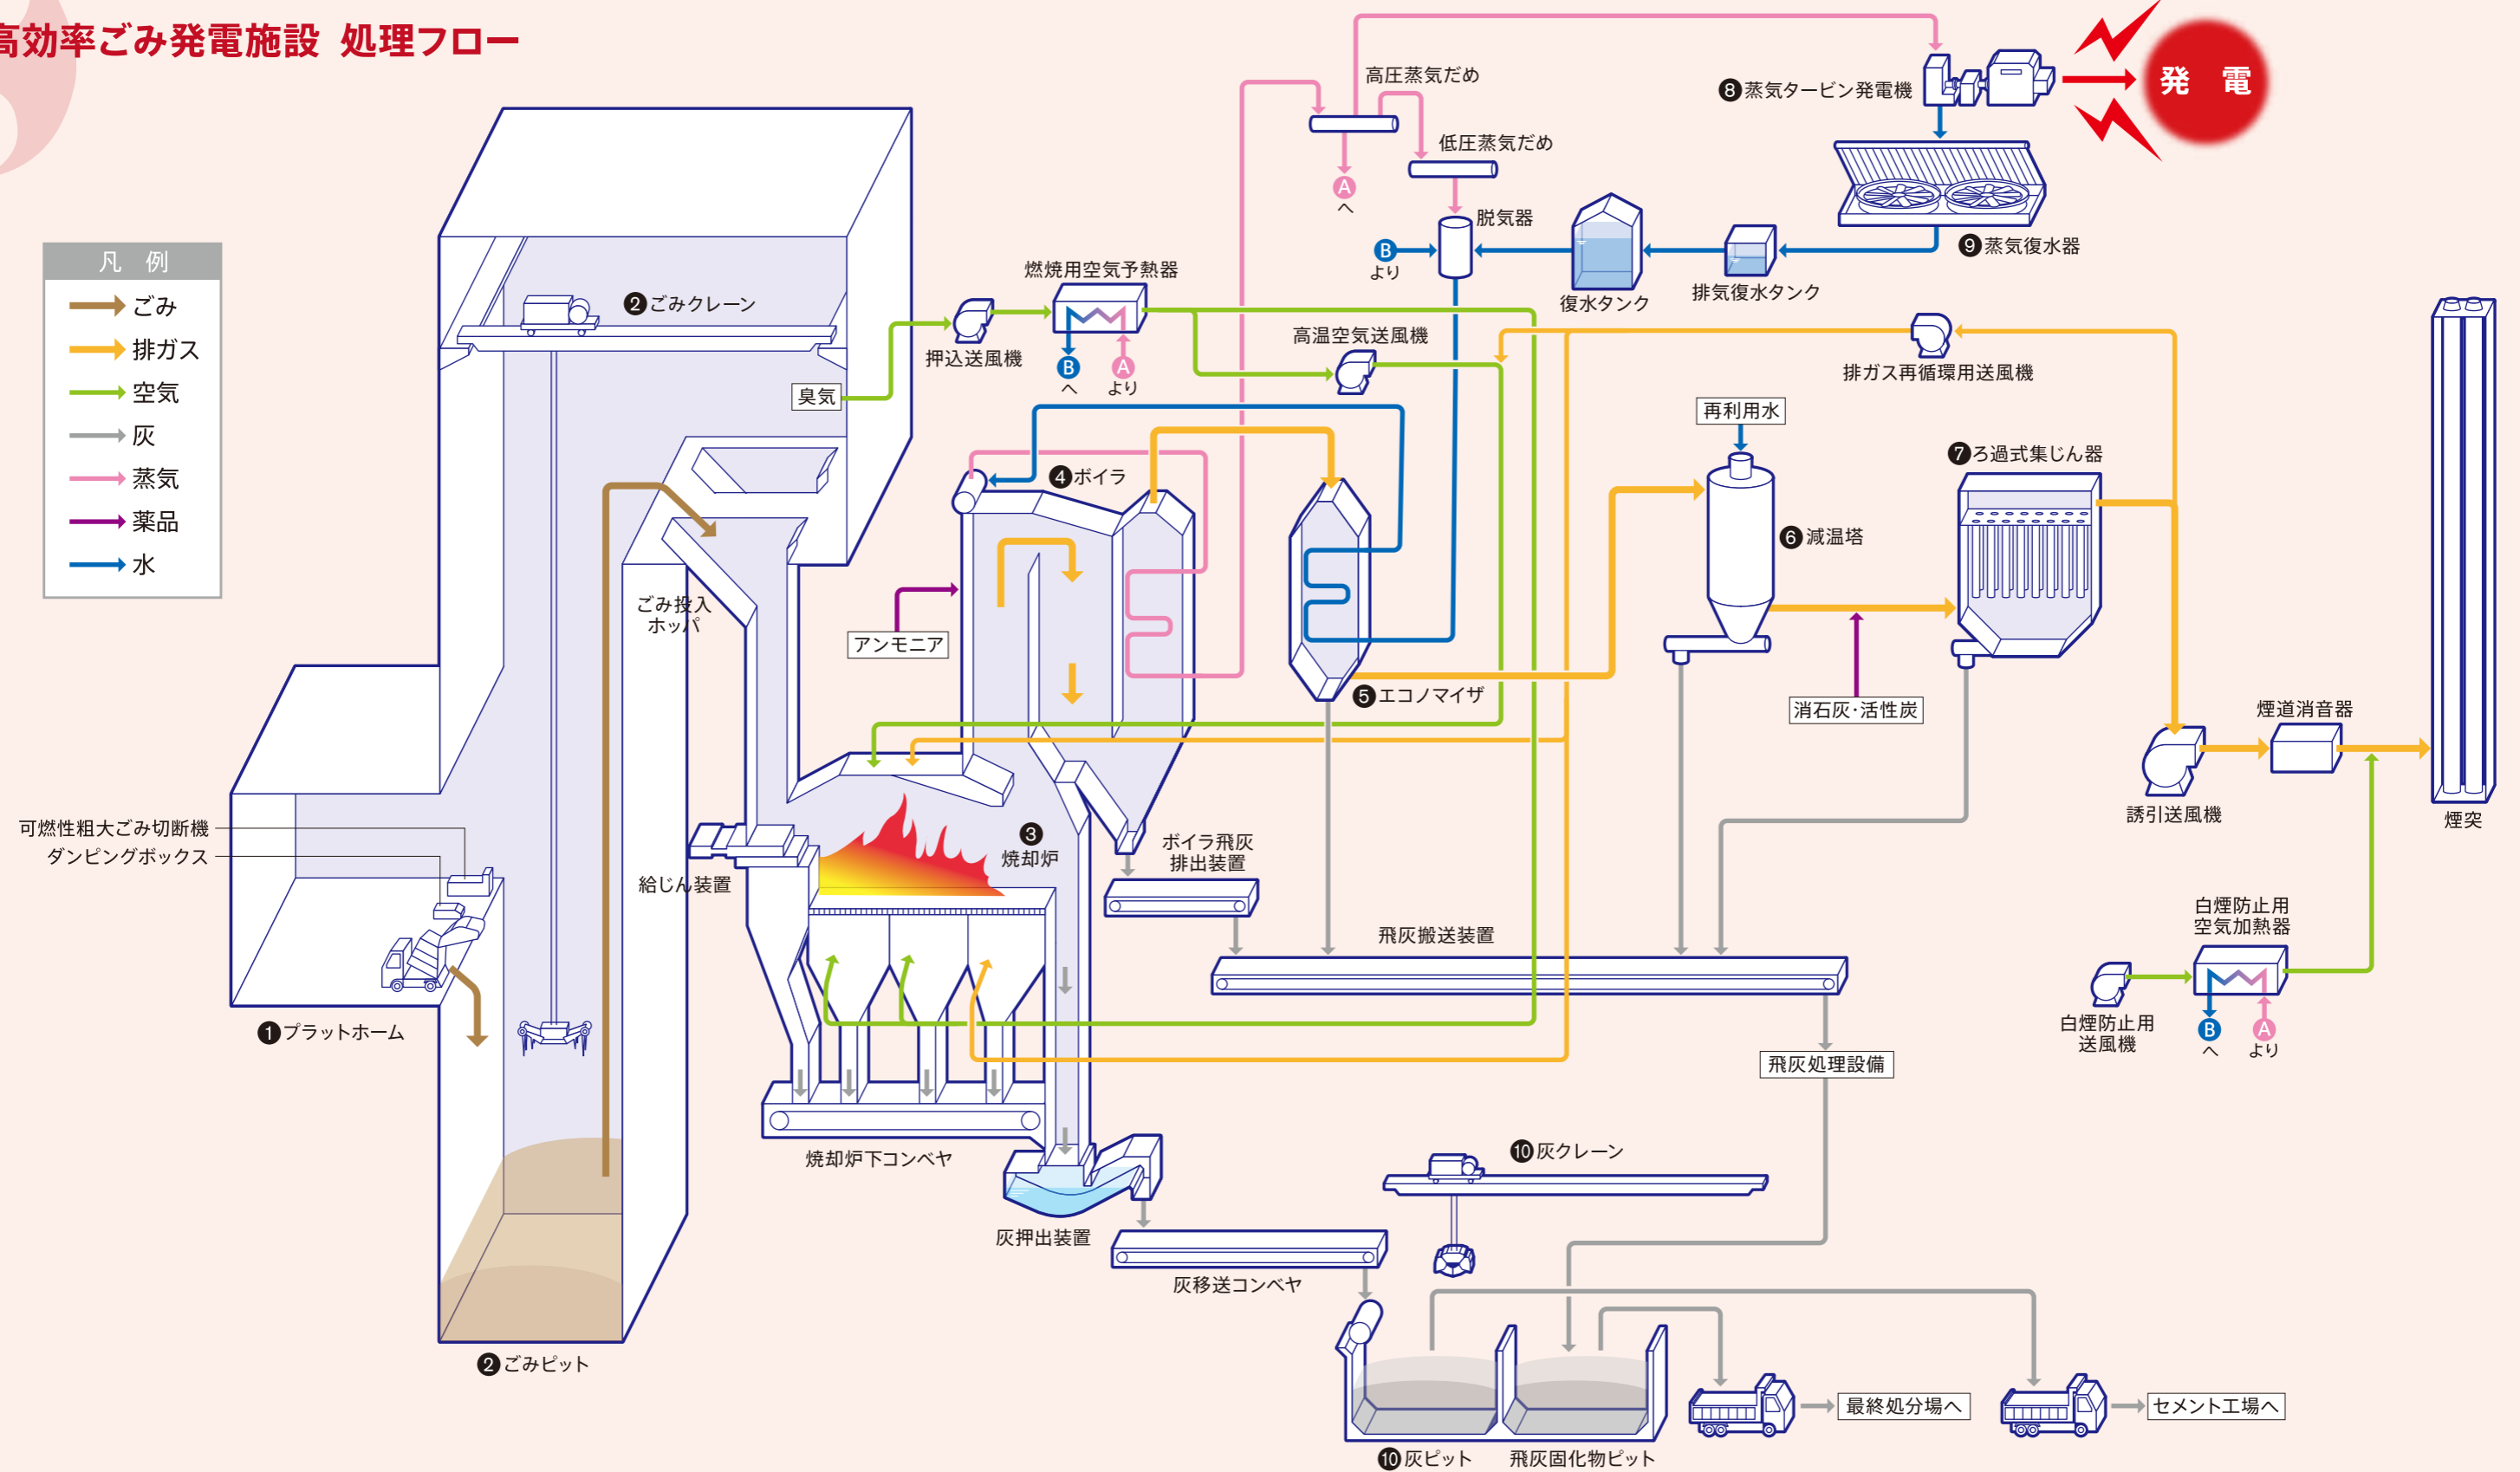 高効率ごみ発電施設 処理フロー
凡 例
ごみ
排ガス
空気
灰
蒸気
薬品
水
❷ごみクレーン
臭気
押込送風機
燃焼用空気予熱器
B
へ
A
より
高圧蒸気だめ
A
へ
低圧蒸気だめ
脱気器
B
より
復水タンク
排気復水タンク
❽蒸気タービン発電機
発 電
❾蒸気復水器
高温空気送風機
排ガス再循環用送風機
再利用水
❹ボイラ
❼ろ過式集じん器
❻減温塔
ごみ投入
ホッパ
アンモニア
❺エコノマイザ
消石灰・活性炭
煙道消音器
誘引送風機
煙突
可燃性粗大ごみ切断機
ダンピングボックス
❸
焼却炉
給じん装置
ボイラ飛灰
排出装置
飛灰搬送装置
白煙防止用
空気加熱器
白煙防止用
送風機
B
へ
A
より
❶プラットホーム
飛灰処理設備
焼却炉下コンベヤ
❿灰クレーン
灰押出装置
灰移送コンベヤ
❷ごみピット
最終処分場へ
セメント工場へ
❿灰ピット
飛灰固化物ピット